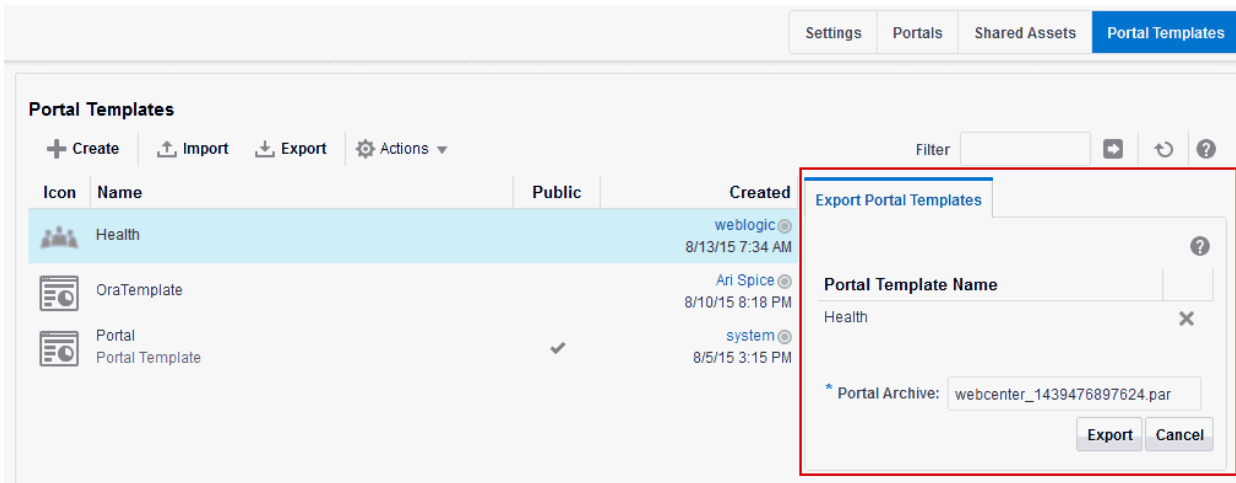 Settings Portals Shared Assets Portal Templates
Portal Templates
Create Import Export Actions Filter
Icon Name Public Created
Health weblogic
8/13/15 7:34 AM
OraTemplate Ari Spice
8/10/15 8:18 PM
Portal system
Portal Template 8/5/15 3:15 PM
Export Portal Templates
Portal Template Name
Health
* Portal Archive: webcenter_1439476897624.par
Export Cancel